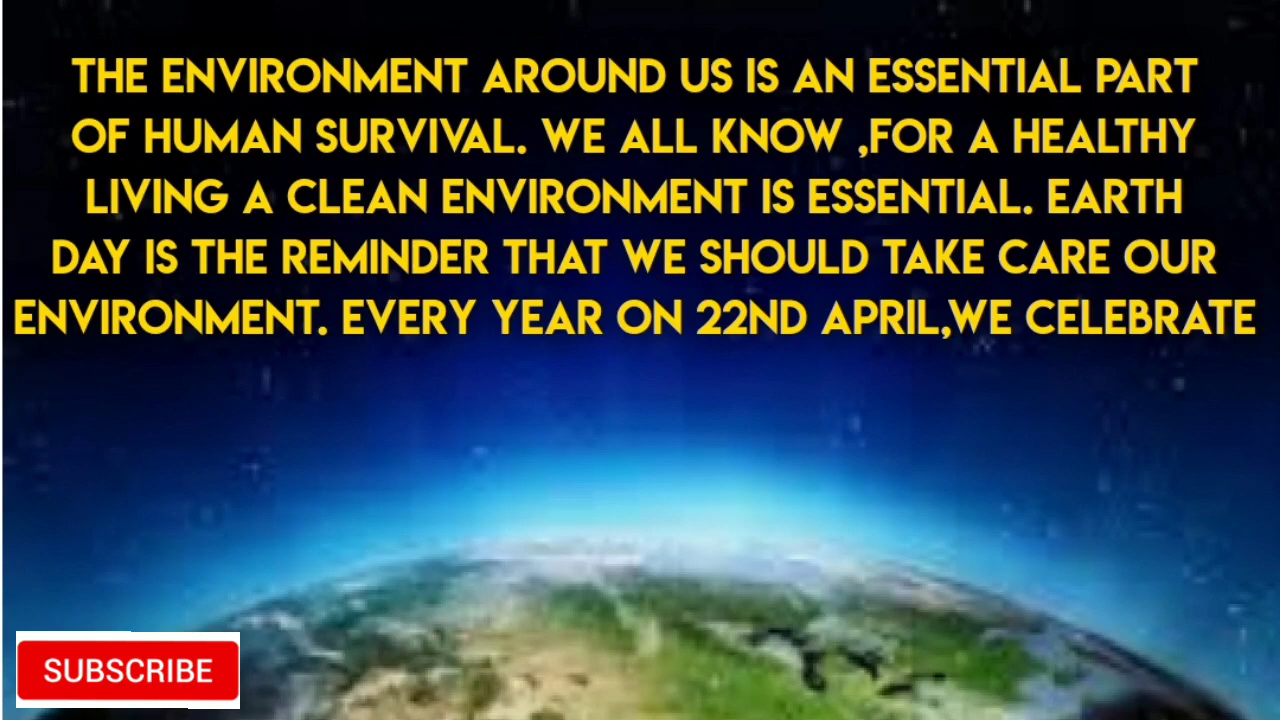 THE ENVIRONMENT AROUND US IS AN ESSENTIAL PART
OF HUMAN SURVIVAL. WE ALL KNOW ,FOR A HEALTHY
LIVING A CLEAN ENVIRONMENT IS ESSENTIAL. EARTH
DAY IS THE REMINDER THAT WE SHOULD TAKE CARE OUR
ENVIRONMENT. EVERY YEAR ON 22ND APRIL,WE CELEBRATE
SUBSCRIBE